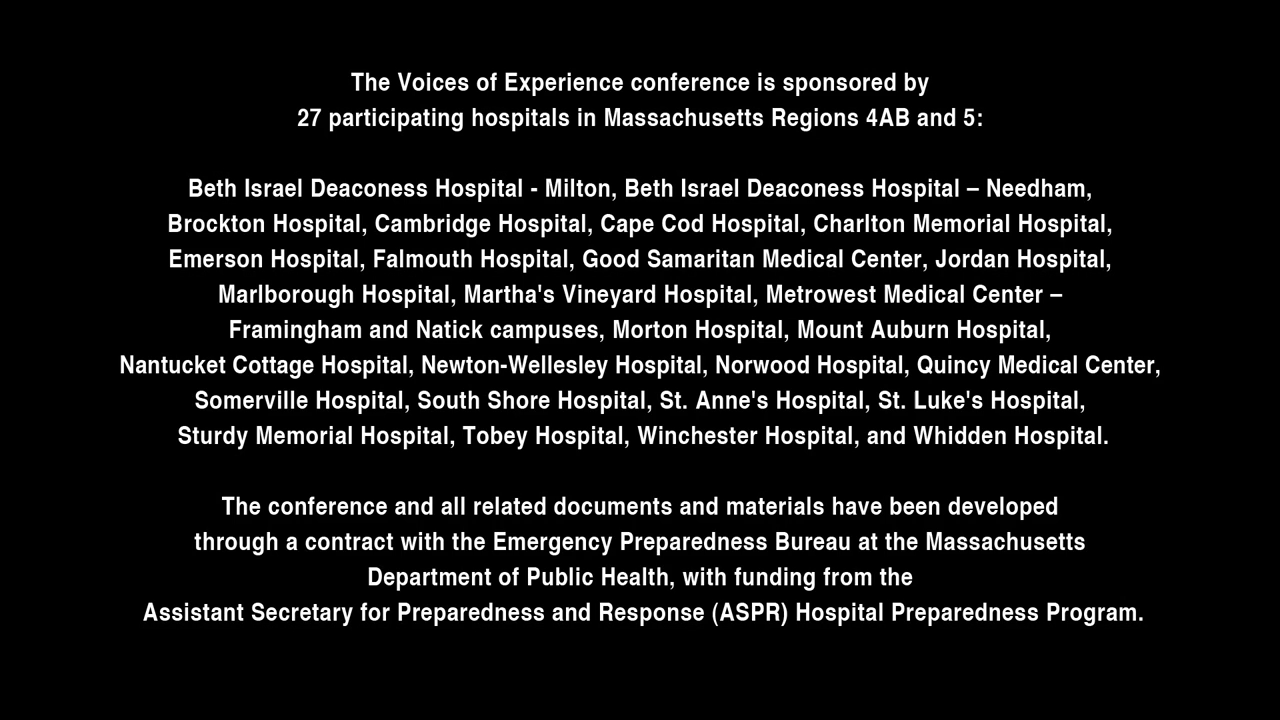 The Voices of Experience conference is sponsored by
27 participating hospitals in Massachusetts Regions 4AB and 5:
Beth Israel Deaconess Hospital - Milton, Beth Israel Deaconess Hospital – Needham,
Brockton Hospital, Cambridge Hospital, Cape Cod Hospital, Charlton Memorial Hospital,
Emerson Hospital, Falmouth Hospital, Good Samaritan Medical Center, Jordan Hospital,
Marlborough Hospital, Martha's Vineyard Hospital, Metrowest Medical Center –
Framingham and Natick campuses, Morton Hospital, Mount Auburn Hospital,
Nantucket Cottage Hospital, Newton-Wellesley Hospital, Norwood Hospital, Quincy Medical Center,
Somerville Hospital, South Shore Hospital, St. Anne's Hospital, St. Luke's Hospital,
Sturdy Memorial Hospital, Tobey Hospital, Winchester Hospital, and Whidden Hospital.
The conference and all related documents and materials have been developed
through a contract with the Emergency Preparedness Bureau at the Massachusetts
Department of Public Health, with funding from the
Assistant Secretary for Preparedness and Response (ASPR) Hospital Preparedness Program.